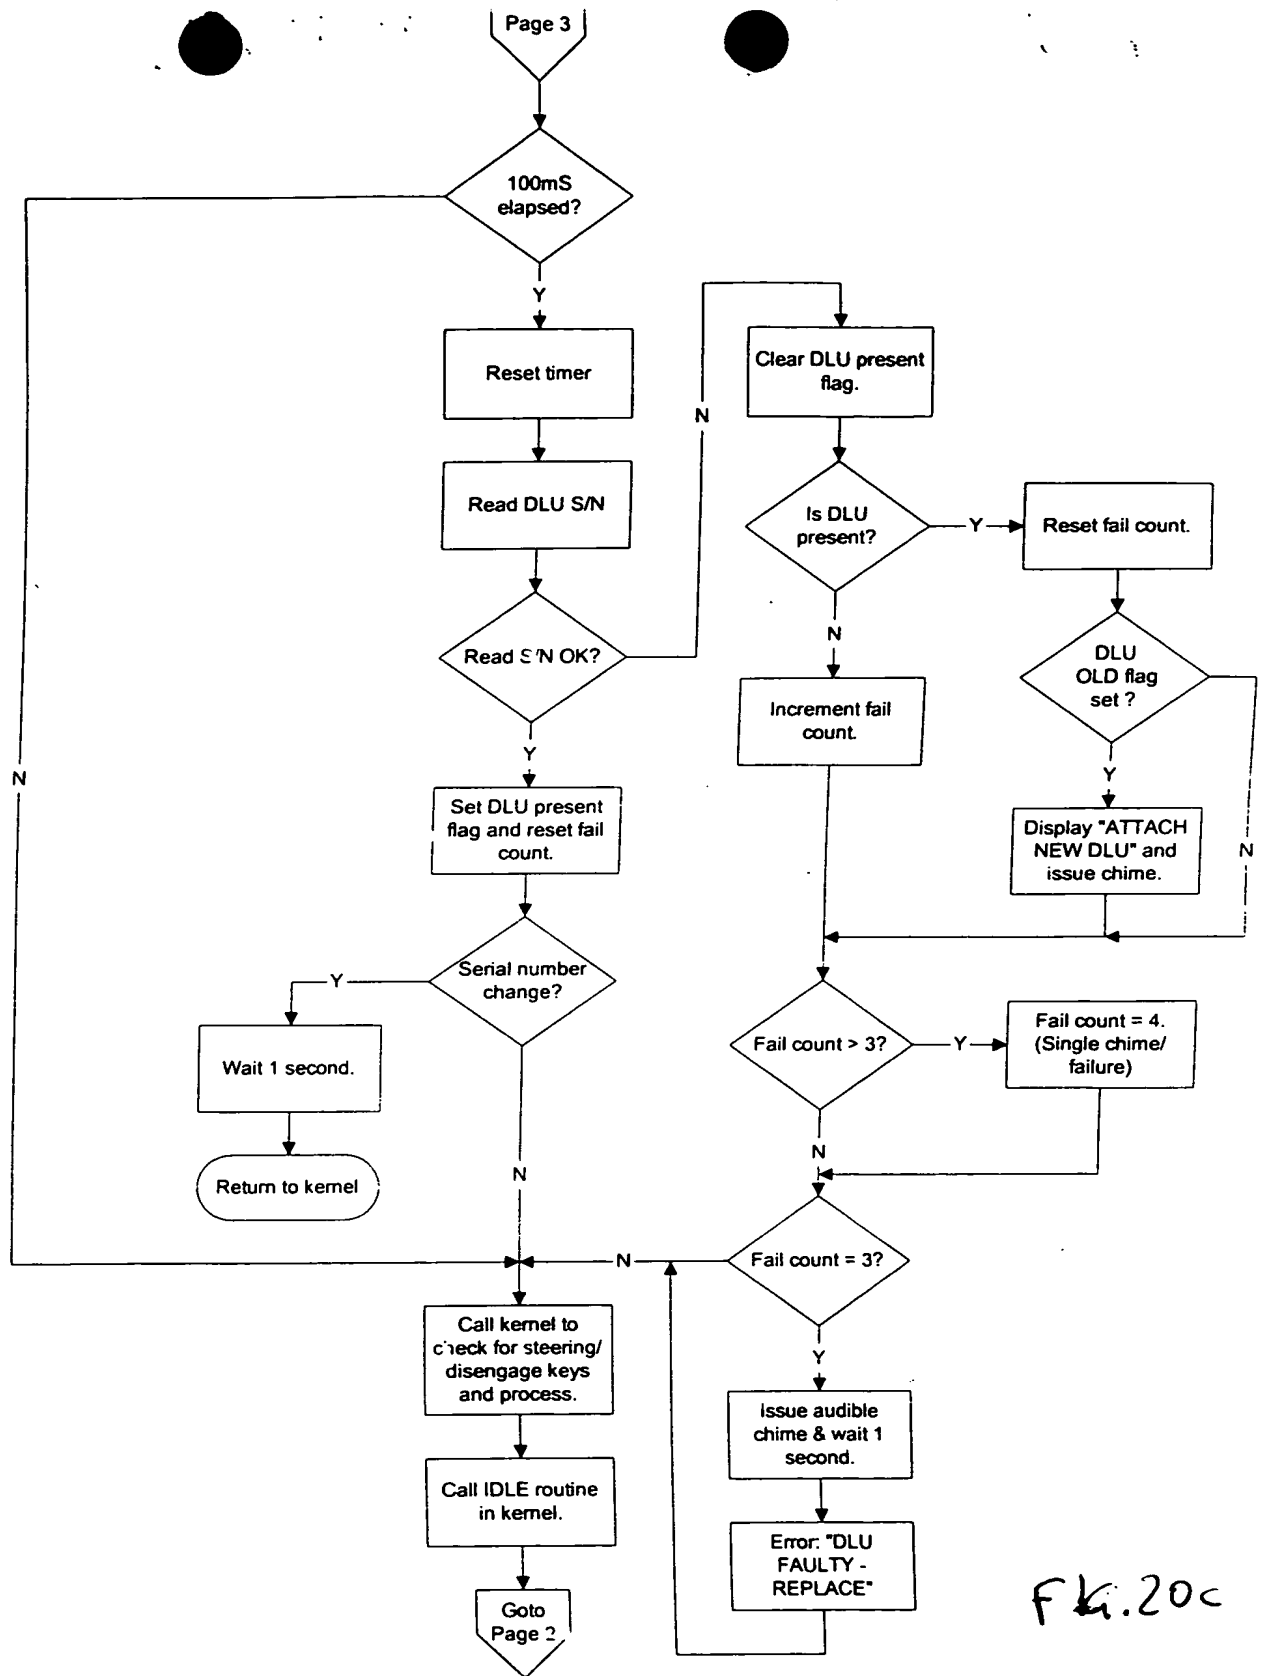 Page 3
100mS
elapsed?
Y
Reset timer
Read DLU S/N
Read S/N OK?
N
Y
Set DLU present
flag and reset fail
count.
Serial number
change?
Y
Wait 1 second.
Return to kernel
N
N
Clear DLU present
flag.
Is DLU
present?
Y
Reset fail count.
N
Increment fail
count.
DLU
OLD flag
set ?
Y
N
Display "ATTACH
NEW DLU" and
issue chime.
Fail count > 3?
Y
Fail count = 4.
(Single chime/
failure)
N
Fail count = 3?
N
Y
Issue audible
chime & wait 1
second.
Error: "DLU
FAULTY -
REPLACE"
Call kernel to
check for steering/
disengage keys
and process.
Call IDLE routine
in kernel.
Goto
Page 2
FIG. 20c